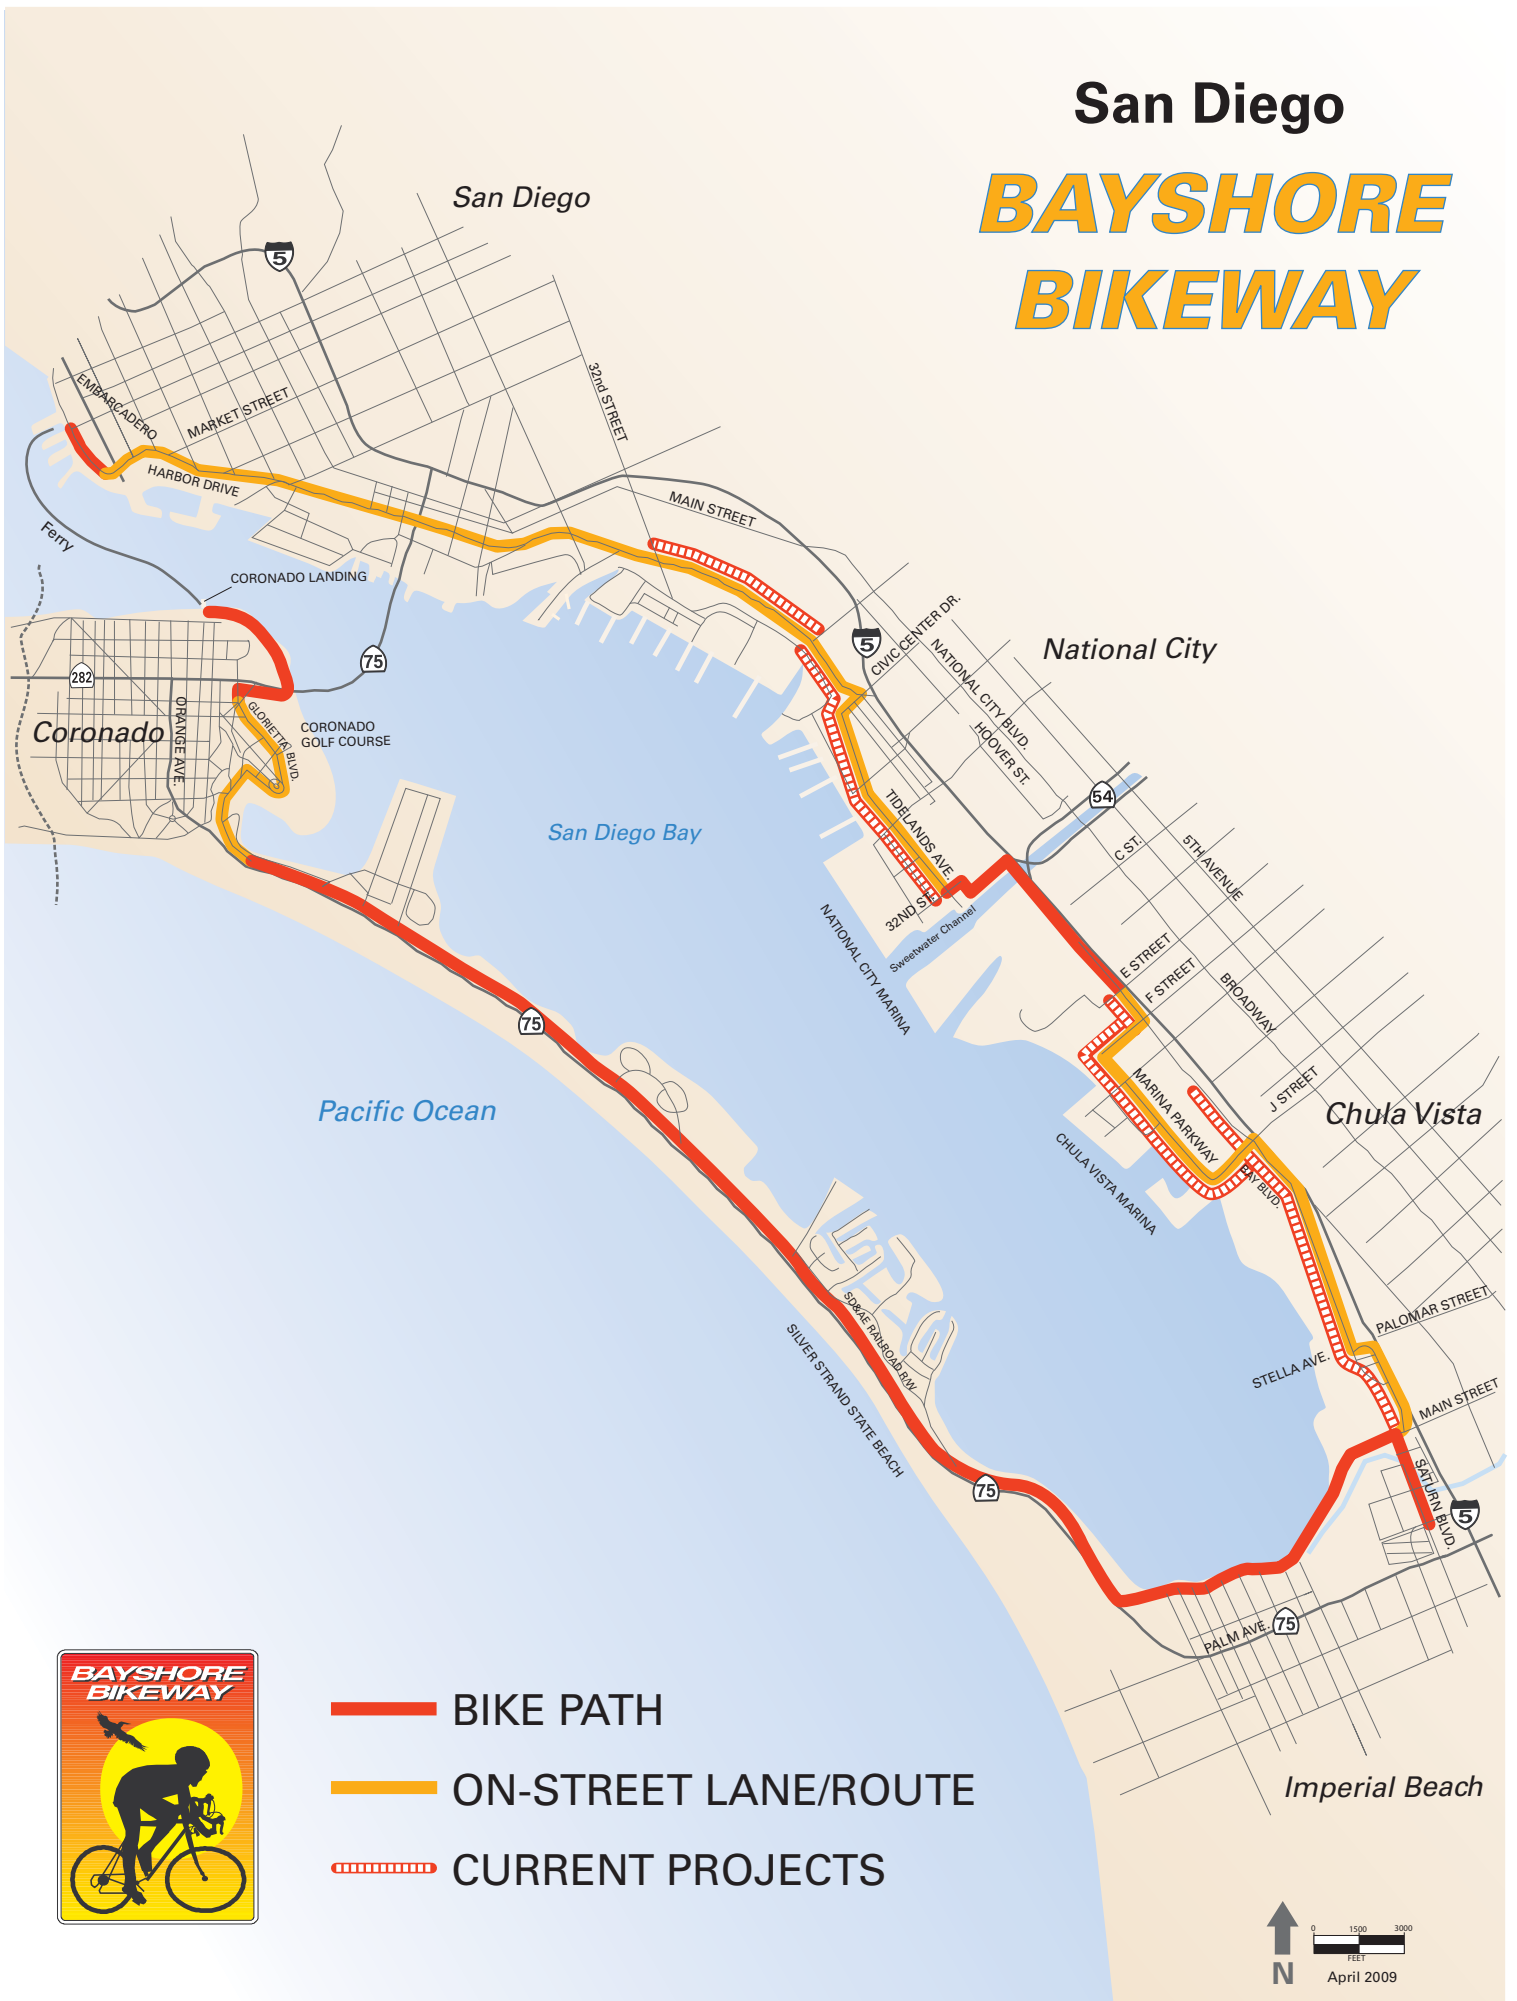 San Diego
BAYSHORE
BIKEWAY
San Diego
5
32nd STREET
EMBARCADERO
MARKET STREET
HARBOR DRIVE
MAIN STREET
Ferry
CORONADO LANDING
75
282
5
CIVIC CENTER DR.
National City
NATIONAL CITY BLVD.
HOOVER ST.
Coronado
ORANGE AVE.
GLORIETTA BLVD.
CORONADO
GOLF COURSE
54
San Diego Bay
TIDELANDS AVE.
C ST.
5TH AVENUE
32ND ST.
Sweetwater Channel
NATIONAL CITY MARINA
E STREET
F STREET
BROADWAY
75
Pacific Ocean
MARINA PARKWAY
J STREET
Chula Vista
CHULA VISTA MARINA
BAY BLVD.
SD&AE RAILROAD R/W
SILVER STRAND STATE BEACH
PALOMAR STREET
STELLA AVE.
MAIN STREET
75
SATURN BLVD.
5
PALM AVE.
75
Imperial Beach
BAYSHORE
BIKEWAY
BIKE PATH
ON-STREET LANE/ROUTE
CURRENT PROJECTS
N
0 1500 3000
FEET
April 2009